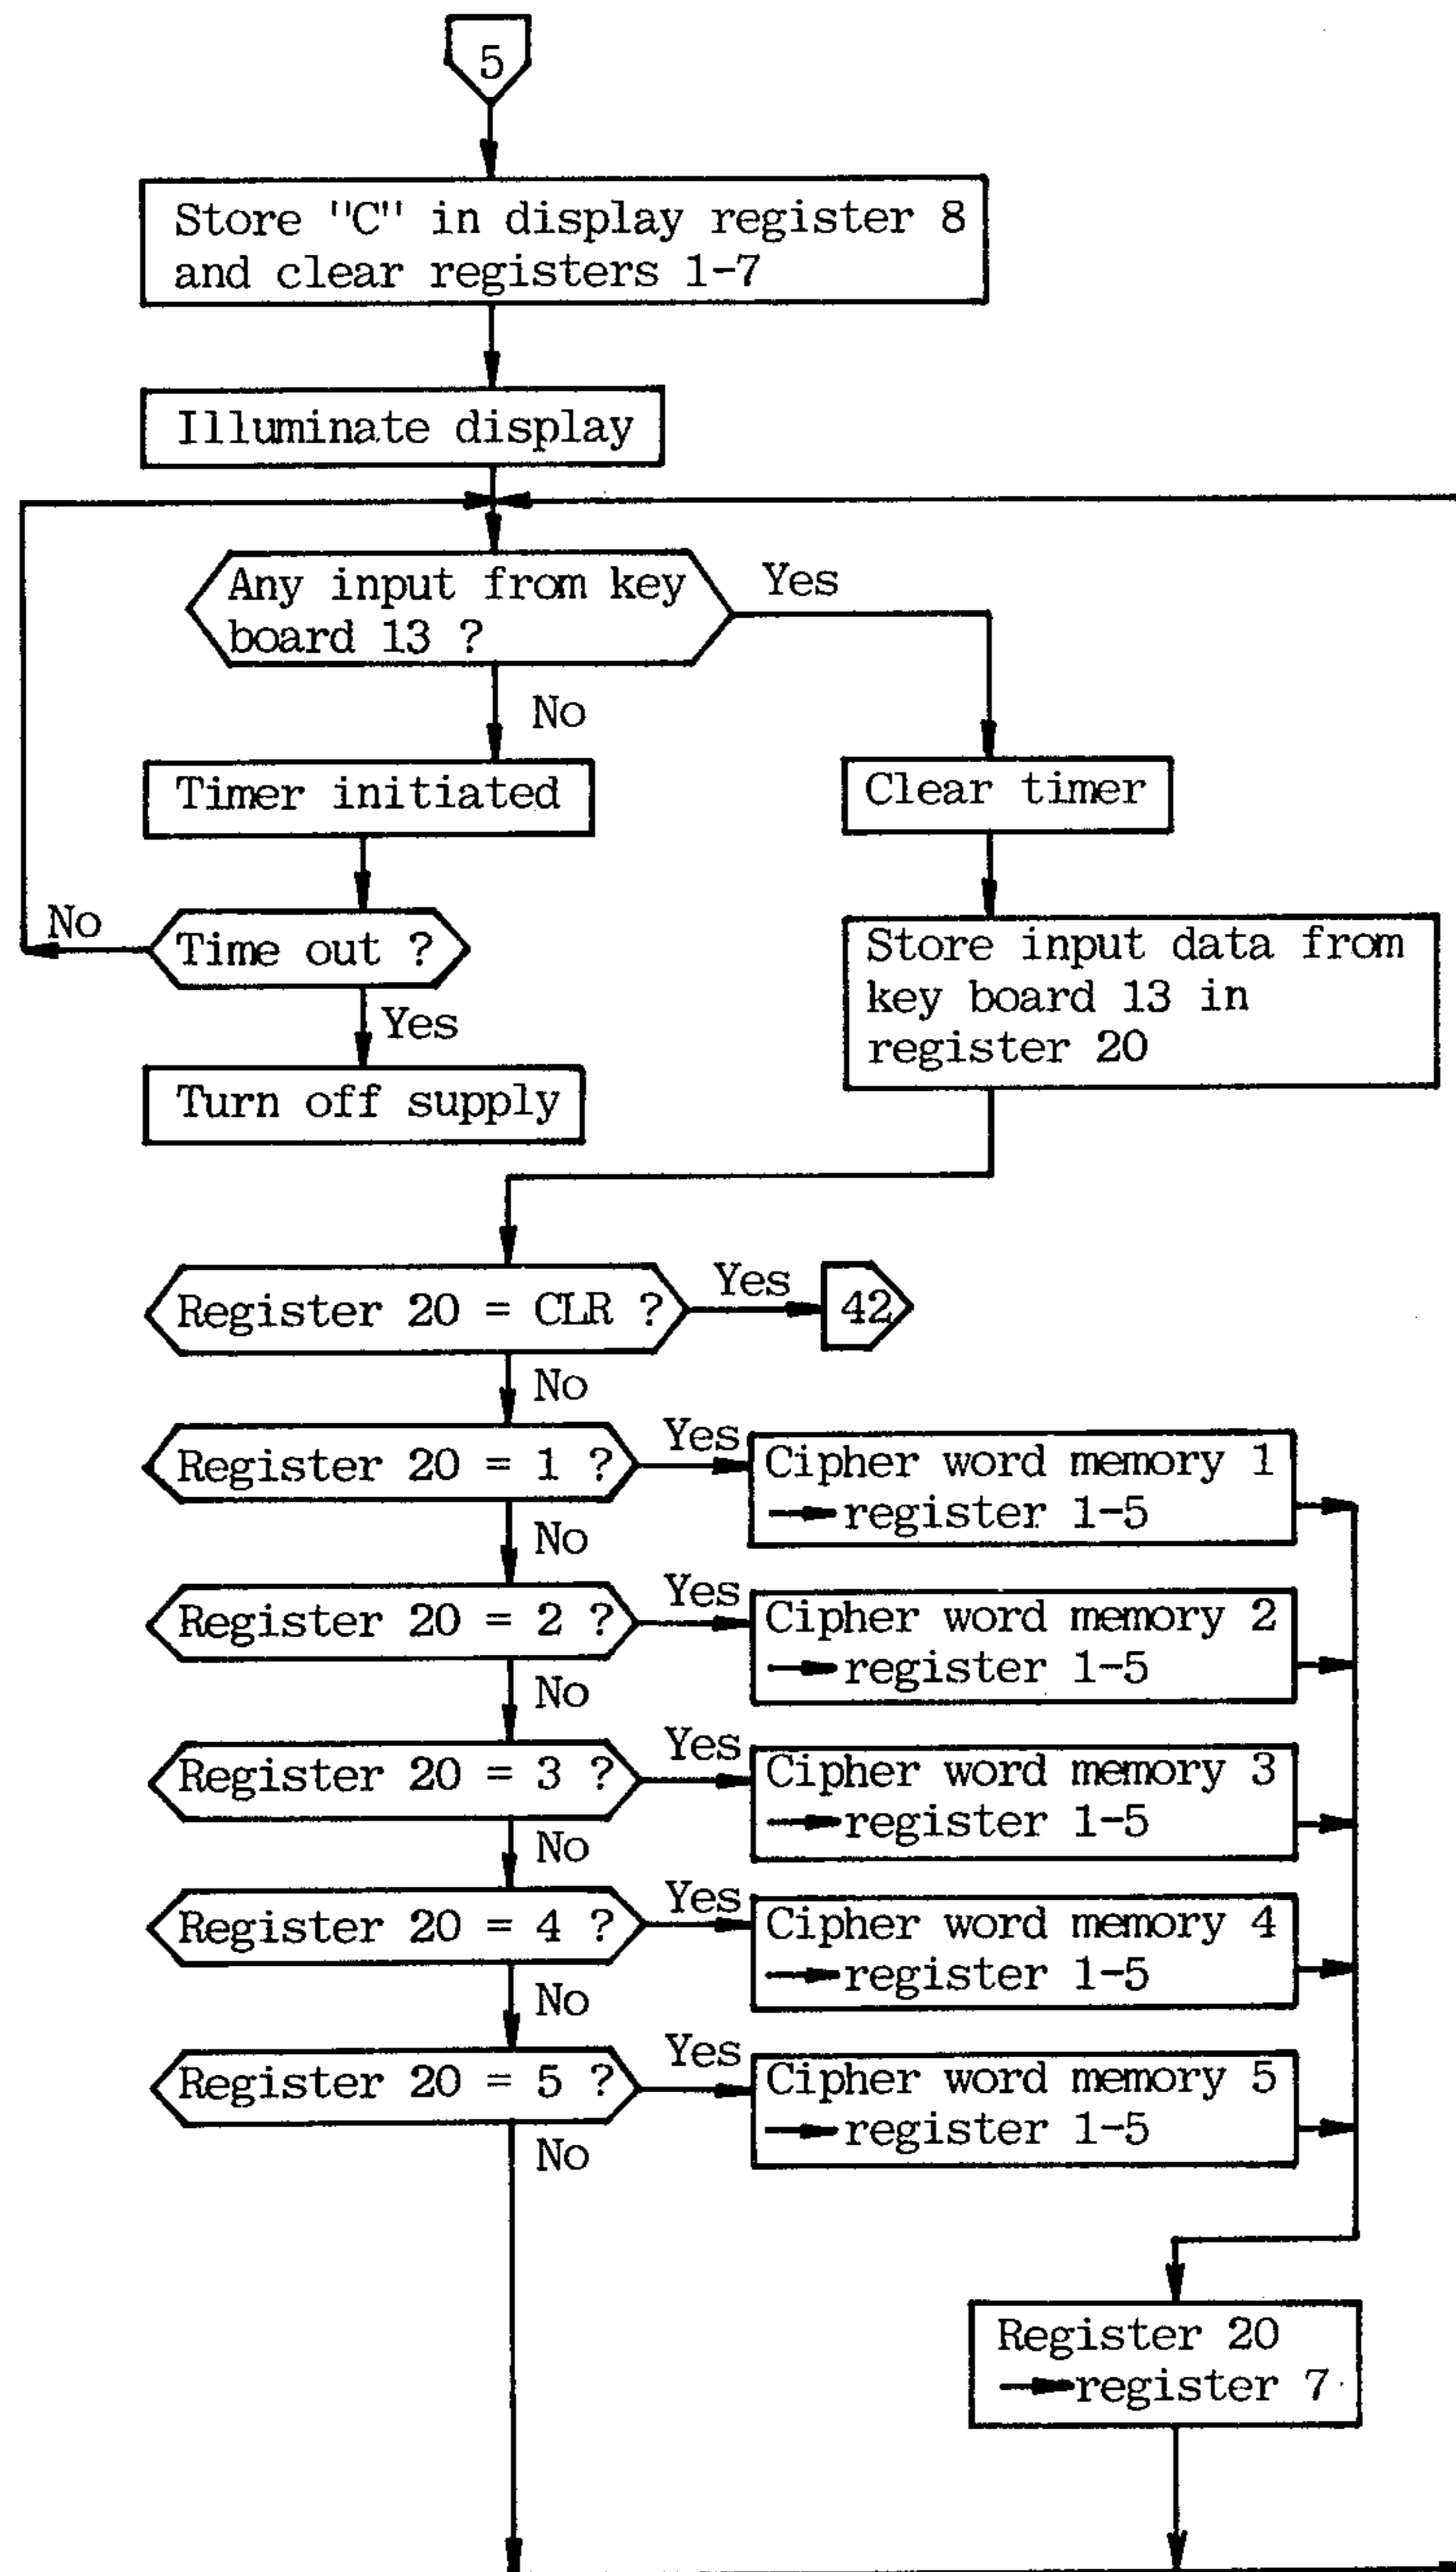 5
Store "C" in display register 8
and clear registers 1-7
Illuminate display
Any input from key
board 13 ?
Yes
No
Timer initiated
Clear timer
No
Time out ?
Store input data from
key board 13 in
register 20
Yes
Turn off supply
Register 20 = CLR ?
Yes
42
No
Register 20 = 1 ?
Yes
Cipher word memory 1
→register 1-5
No
Register 20 = 2 ?
Yes
Cipher word memory 2
→register 1-5
No
Register 20 = 3 ?
Yes
Cipher word memory 3
→register 1-5
No
Register 20 = 4 ?
Yes
Cipher word memory 4
→register 1-5
No
Register 20 = 5 ?
Yes
Cipher word memory 5
→register 1-5
No
Register 20
→register 7